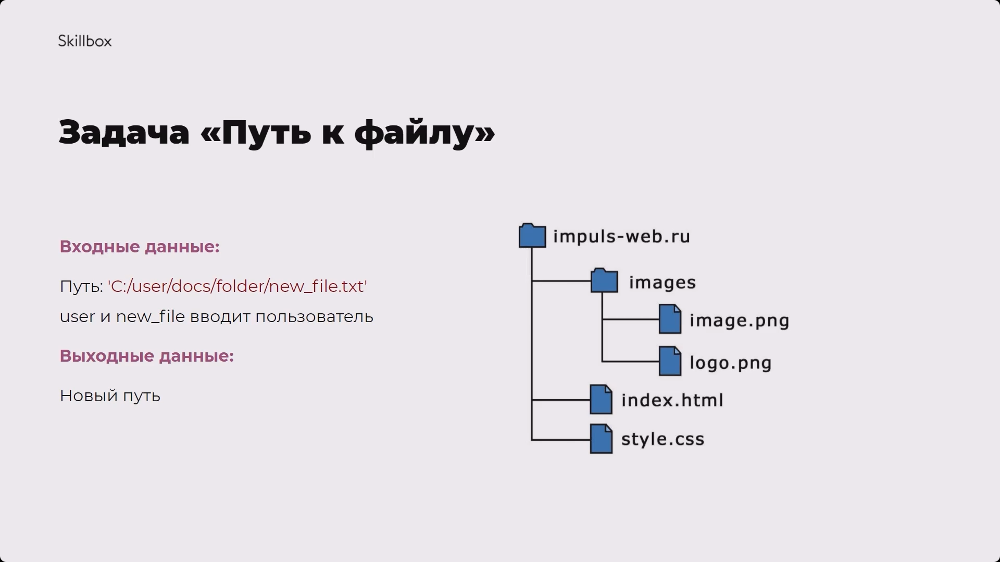 Skillbox
Задача «Путь к файлу»
Входные данные:
Путь: 'C:/user/docs/folder/new_file.txt'
user и new_file вводит пользователь
Выходные данные:
Новый путь
impuls-web.ru
images
image.png
logo.png
index.html
style.css